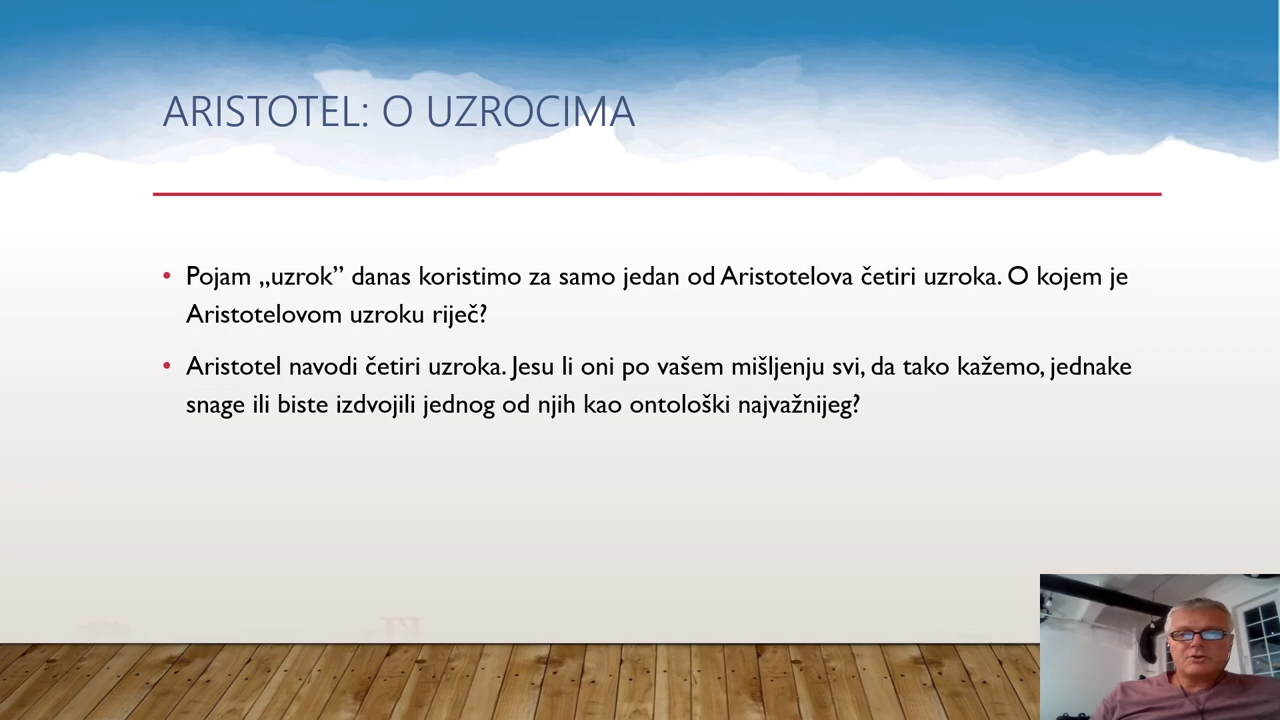 ARISTOTEL: O UZROCIMA
• Pojam „uzrok” danas koristimo za samo jedan od Aristotelova četiri uzroka. O kojem je
Aristotelovom uzroku riječ?
• Aristotel navodi četiri uzroka. Jesu li oni po vašem mišljenju svi, da tako kažemo, jednake
snage ili biste izdvojili jednog od njih kao ontološki najvažnijeg?